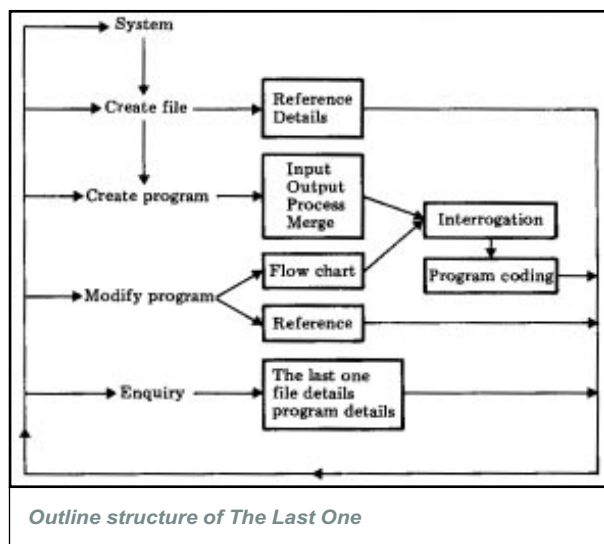 System
Create file
Reference
Details
Create program
Input
Output
Process
Merge
Interrogation
Program coding
Flow chart
Modify program
Reference
Enquiry
The last one
file details
program details
Outline structure of The Last One